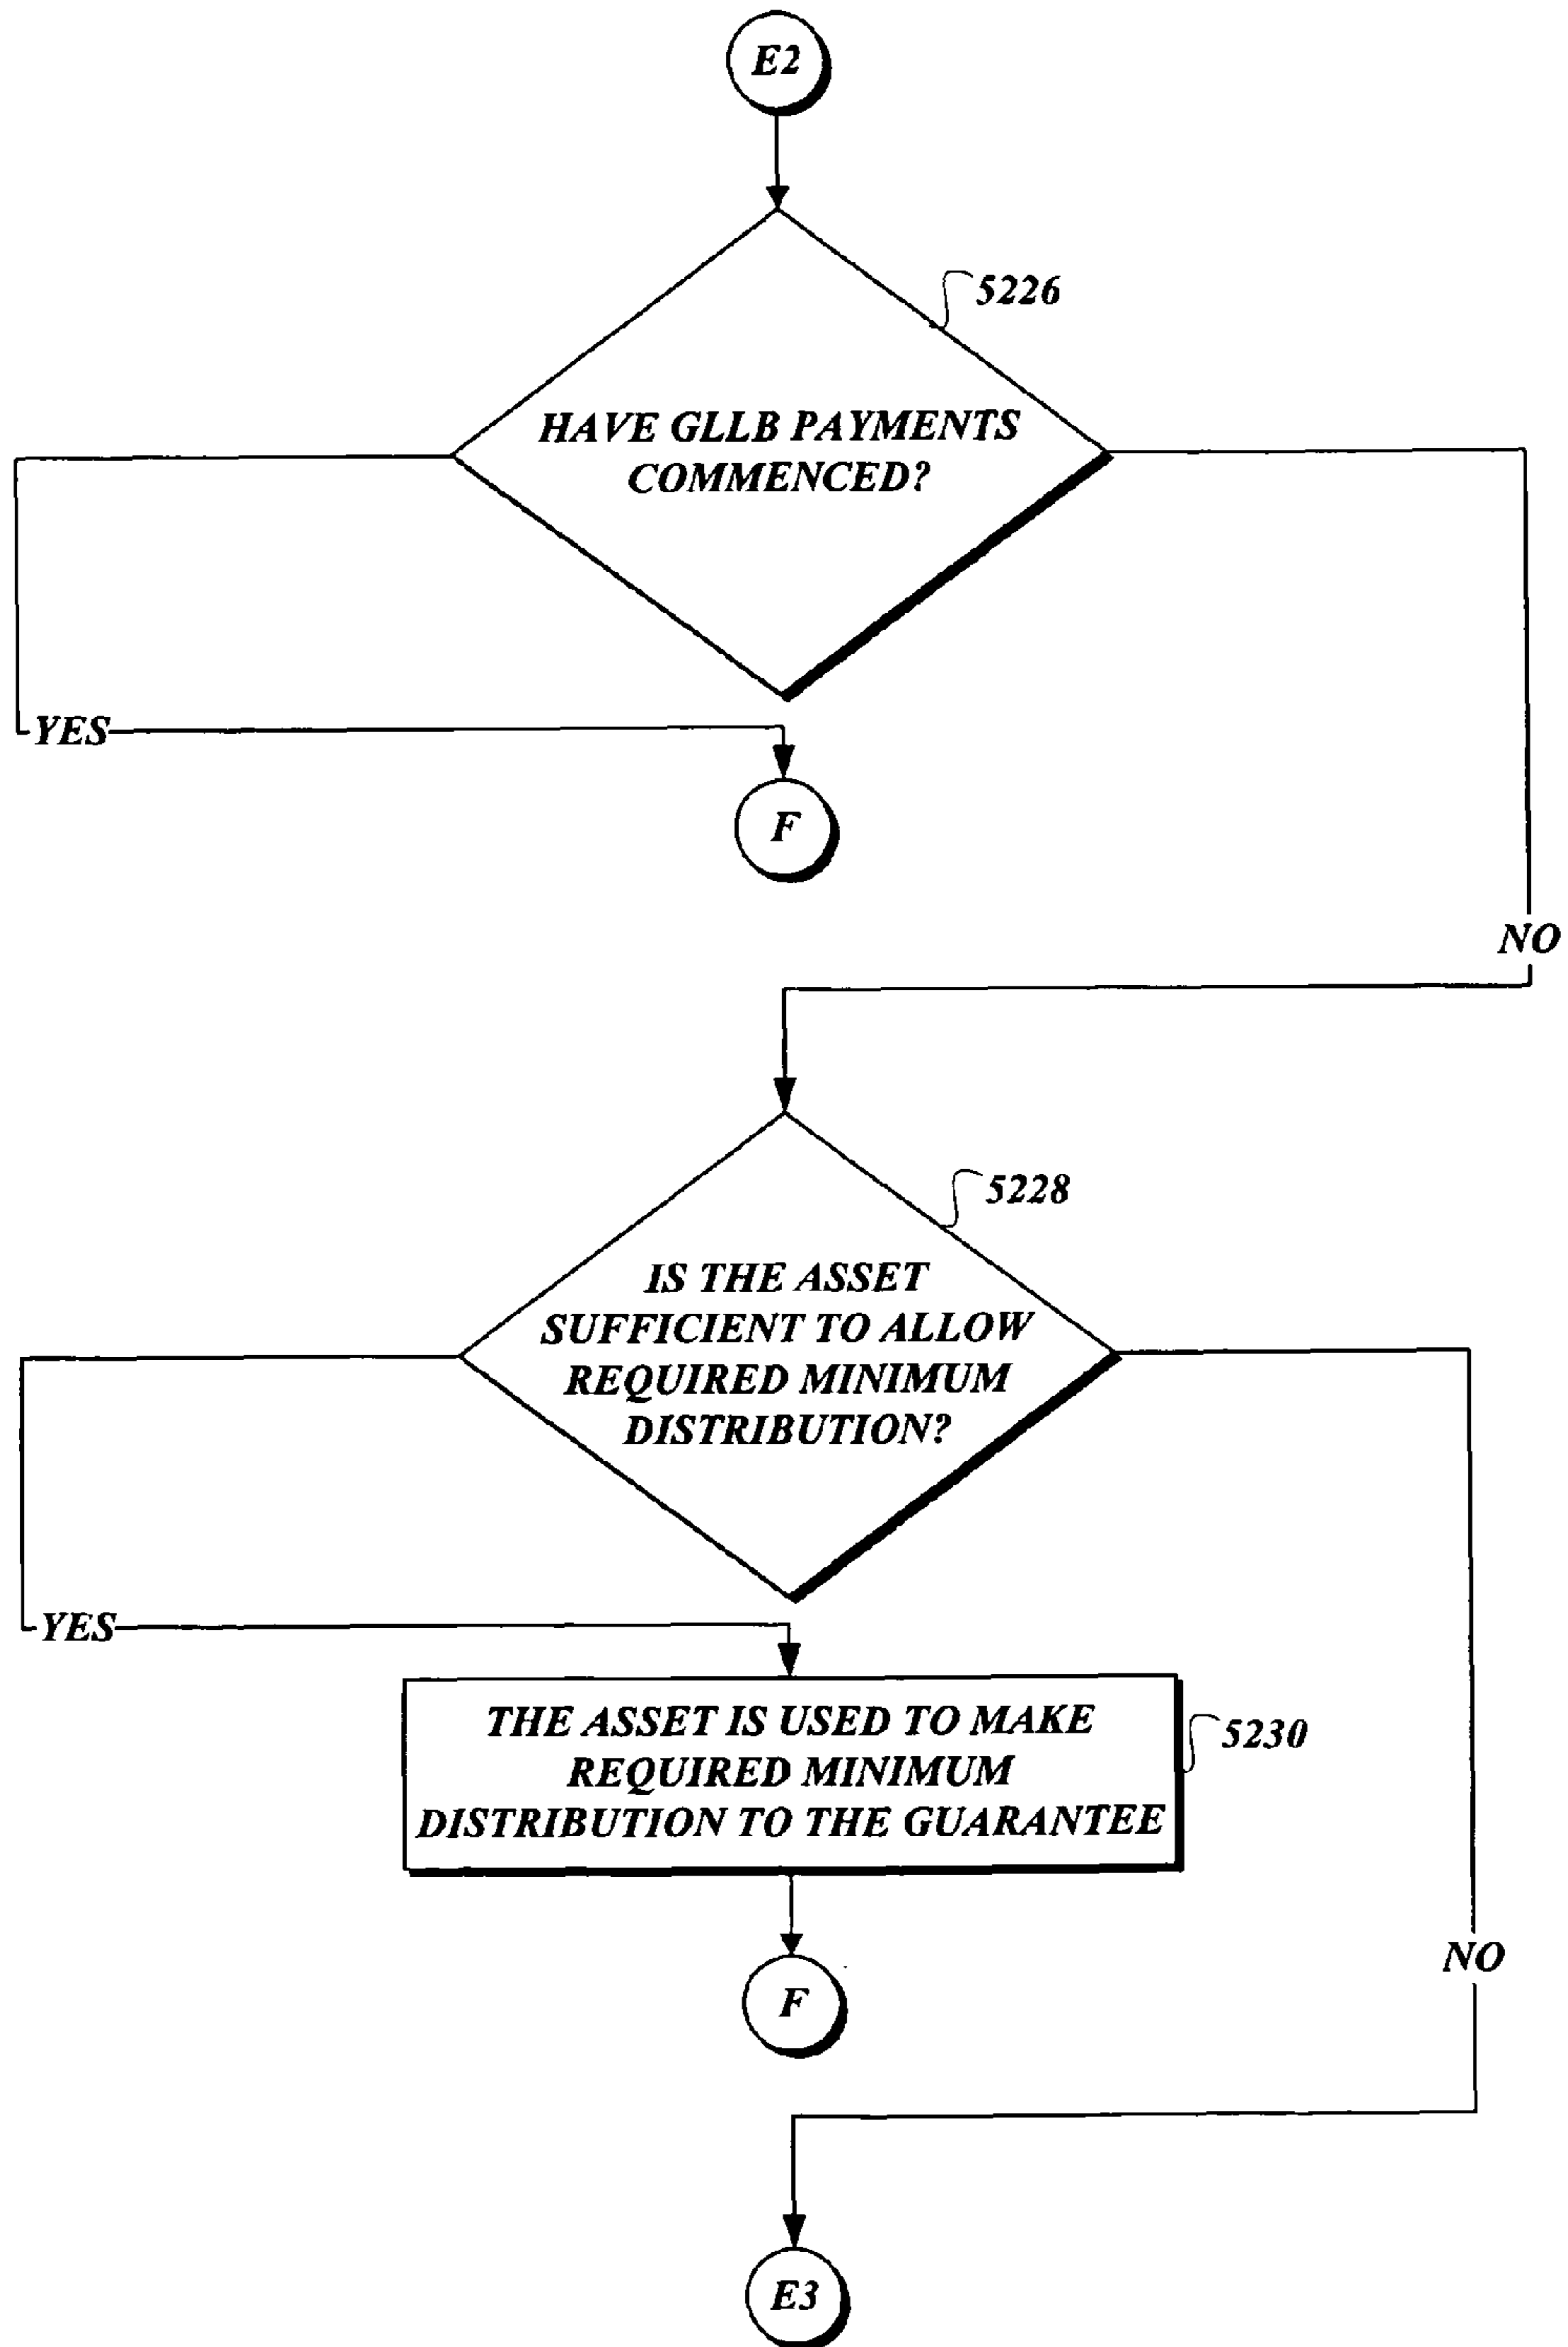 E2
5226
HAVE GLLB PAYMENTS
COMMENCED?
YES
F
NO
5228
IS THE ASSET
SUFFICIENT TO ALLOW
REQUIRED MINIMUM
DISTRIBUTION?
YES
THE ASSET IS USED TO MAKE
REQUIRED MINIMUM
DISTRIBUTION TO THE GUARANTEE
5230
F
NO
E3